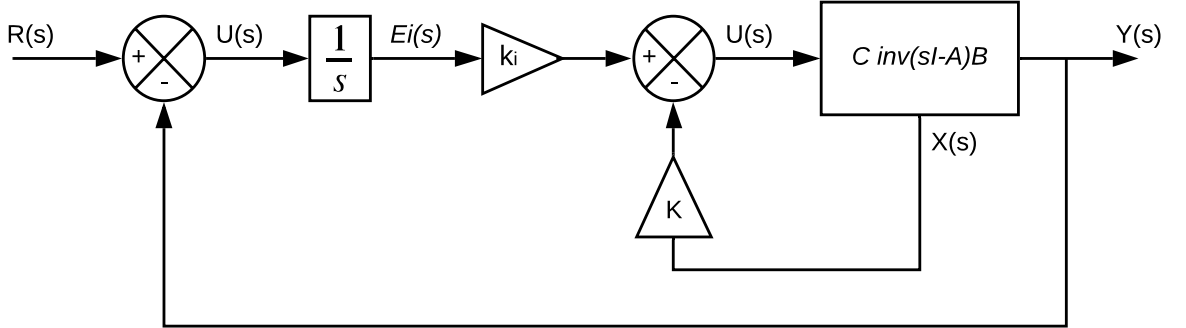 R(s)
+
-
U(s)
1
s
Ei(s)
ki
+
-
U(s)
C inv(sI-A)B
Y(s)
X(s)
K